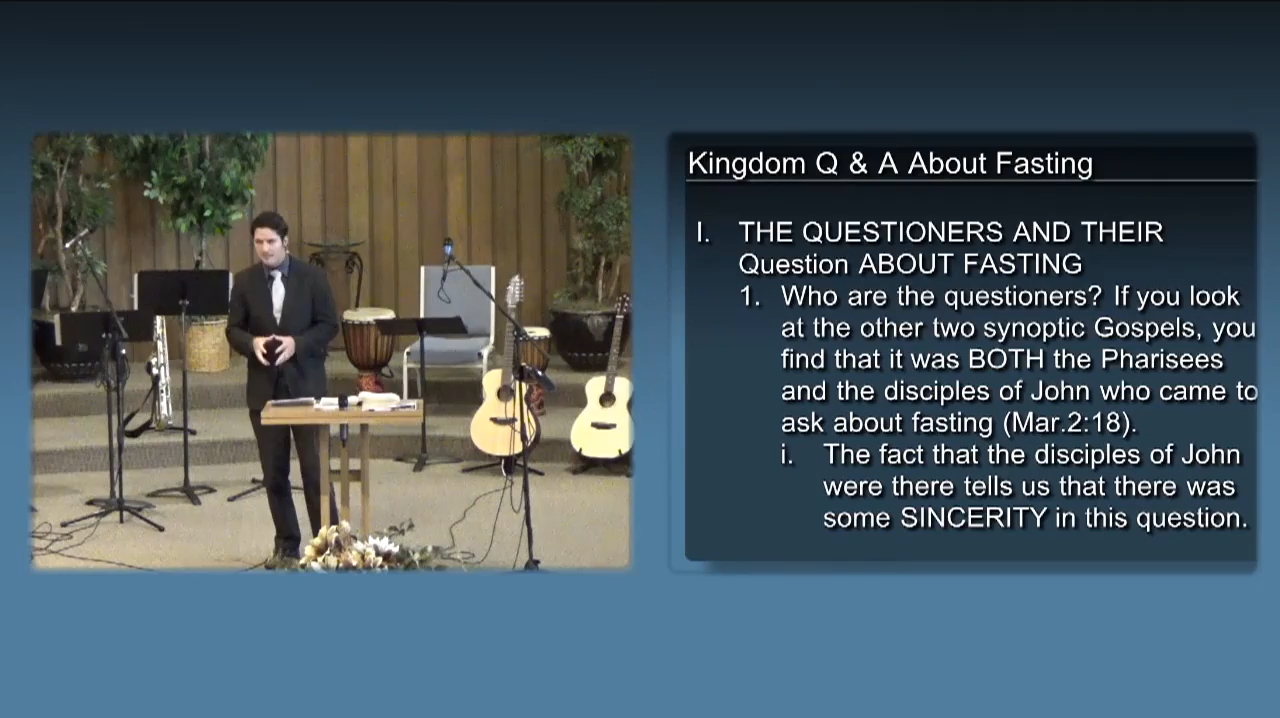 Kingdom Q & A About Fasting
I. THE QUESTIONERS AND THEIR
Question ABOUT FASTING
1. Who are the questioners? If you look
at the other two synoptic Gospels, you
find that it was BOTH the Pharisees
and the disciples of John who came to
ask about fasting (Mar.2:18).
i. The fact that the disciples of John
were there tells us that there was
some SINCERITY in this question.